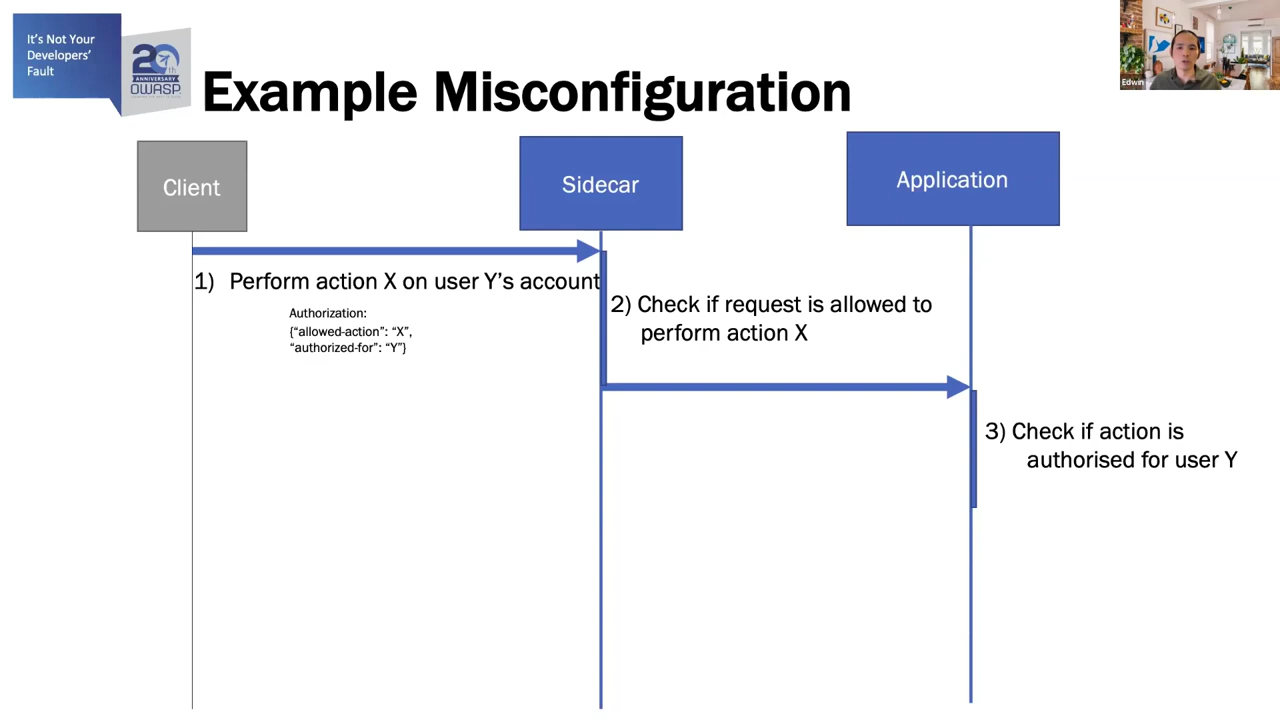 It's Not Your
Developers'
Fault
20th
ANNIVERSARY
OWASP
Example Misconfiguration
Edwin
Client
Sidecar
Application
1) Perform action X on user Y's account
Authorization:
{“allowed-action”: “X”,
“authorized-for”: “Y”}
2) Check if request is allowed to
perform action X
3) Check if action is
authorised for user Y